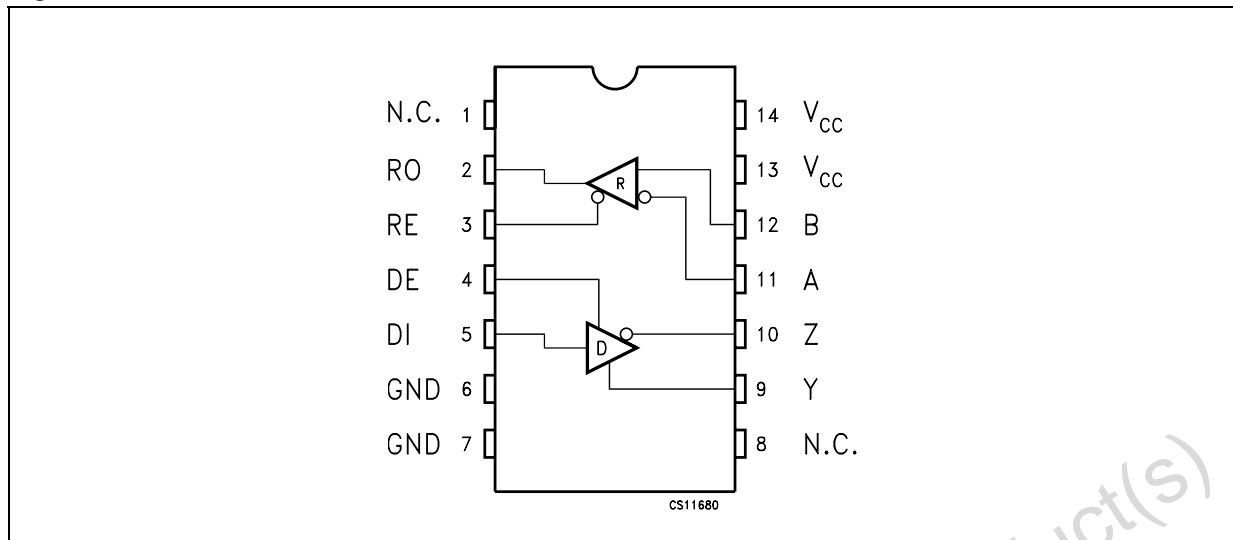 N.C. 1
RO 2
RE 3
DE 4
DI 5
GND 6
GND 7
R
D
14 VCC
13 VCC
12 B
11 A
10 Z
9 Y
8 N.C.
CS11680